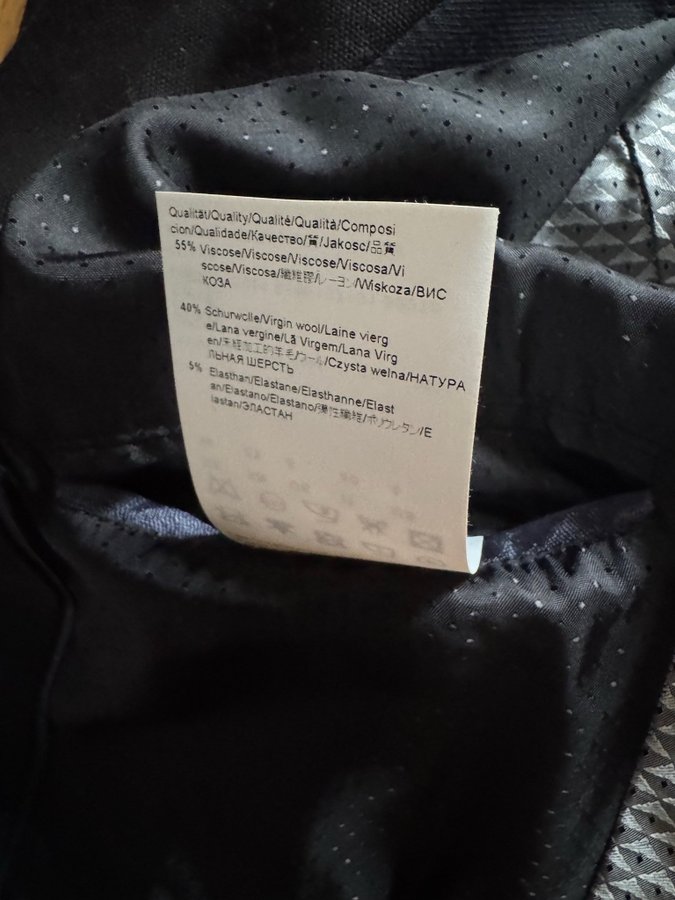 Qualität/Quality/Qualité/Qualità/Composi
cion/Qualidade/Качество/質/Jakosc/品質
55% Viscose/Viscose/Viscose/Viscosa/Vi
scose/Viscosa/纖維膠/レーヨン/Wiskoza/ВИС
КОЗА
40% Schurwolle/Virgin wool/Laine vierg
e/Lana vergine/Lã Virgem/Lana Virg
en/未經加工的羊毛/ウール/Czysta welna/НАТУРА
ЛЬНАЯ ШЕРСТЬ
5% Elasthan/Elastane/Elasthanne/Elast
an/Elastano/Elastano/彈性纖維/ポリウレタン/E
lastan/ЭЛАСТАН